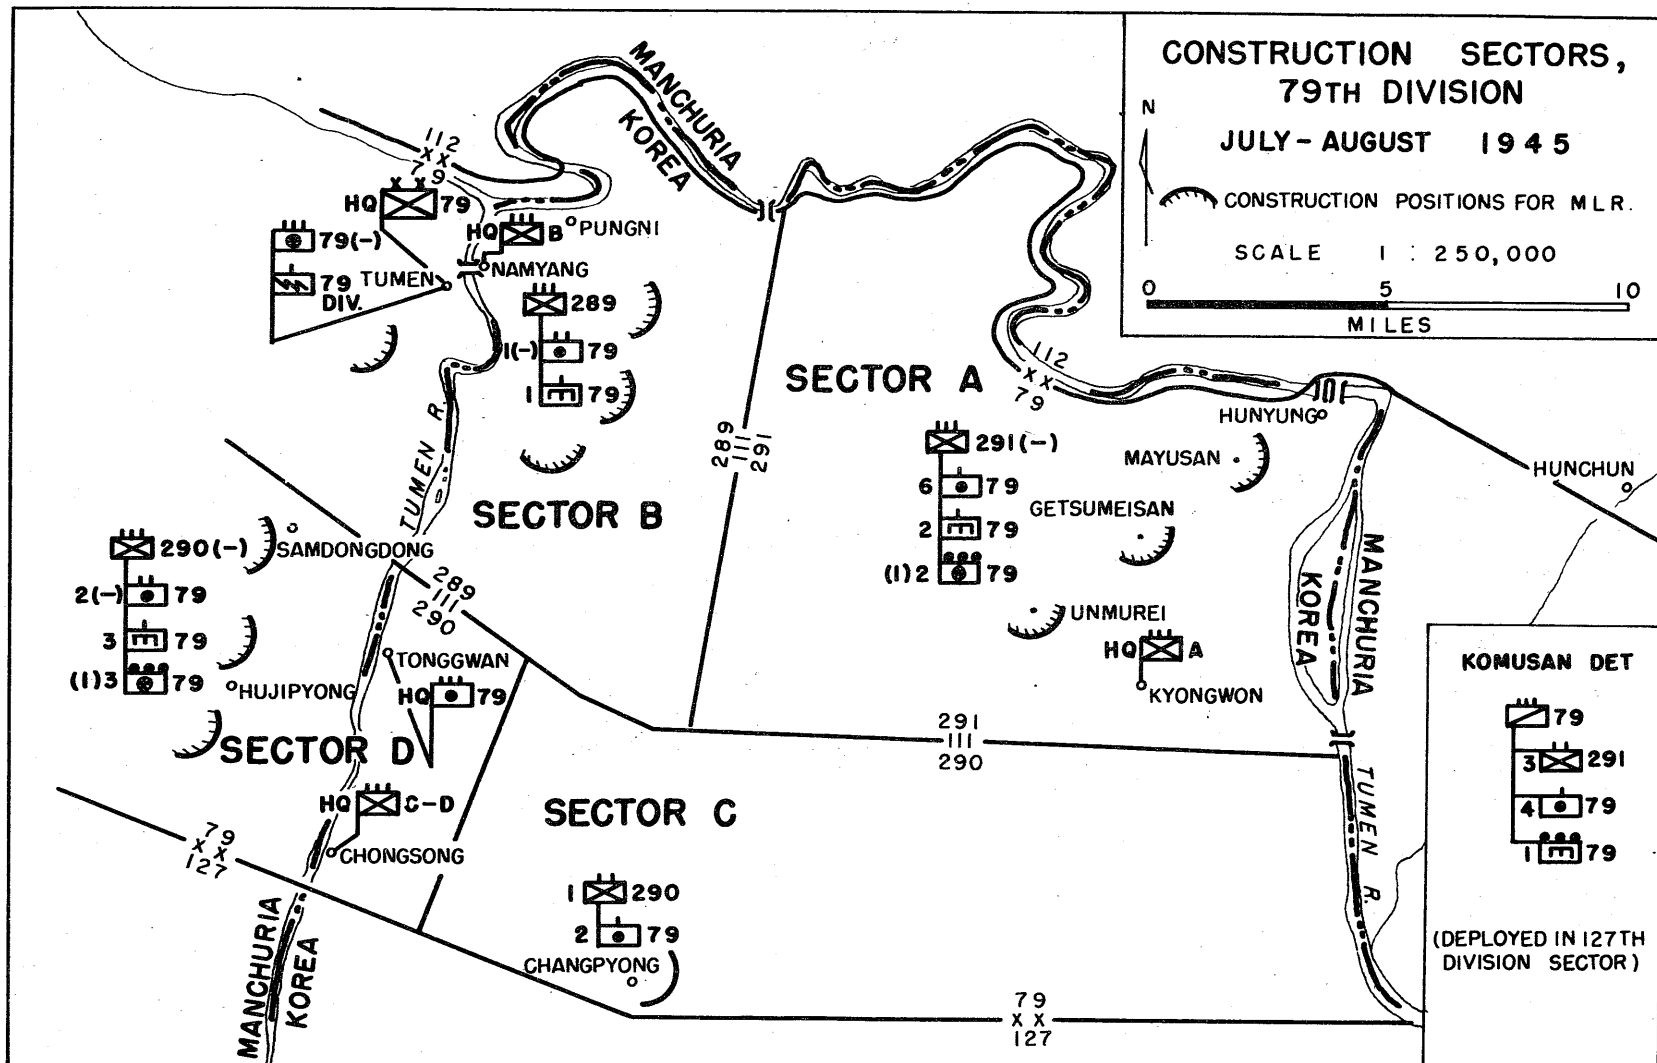 CONSTRUCTION SECTORS,
79TH DIVISION
JULY-AUGUST 1945
N
CONSTRUCTION POSITIONS FOR MLR.
SCALE 1 : 250,000
0 5 10
MILES
MANCHURIA
KOREA
112
XX
79
HQ 79
79(-)
79
DIV.
TUMEN
HQ B
PUNGNI
NAMYANG
289
1(-) 79
1 79
TUMEN R.
SECTOR B
289
III
291
SECTOR A
112
XX
79
HUNYUNG
291(-)
6 79
2 79
(1)2 79
MAYUSAN
GETSUMEISAN
UNMUREI
HQ A
KYONGWON
HUNCHUN
MANCHURIA
KOREA
SAMDONGDONG
290(-)
2(-) 79
3 79
(1)3 79
289
III
290
TONGGWAN
HUJIPYONG
HQ 79
SECTOR D
HQ C-D
CHONGSONG
291
III
290
TUMEN R.
79
XX
127
SECTOR C
1 290
2 79
CHANGPYONG
MANCHURIA
KOREA
79
XX
127
KOMUSAN DET
79
3 291
4 79
1 79
(DEPLOYED IN 127TH
DIVISION SECTOR)